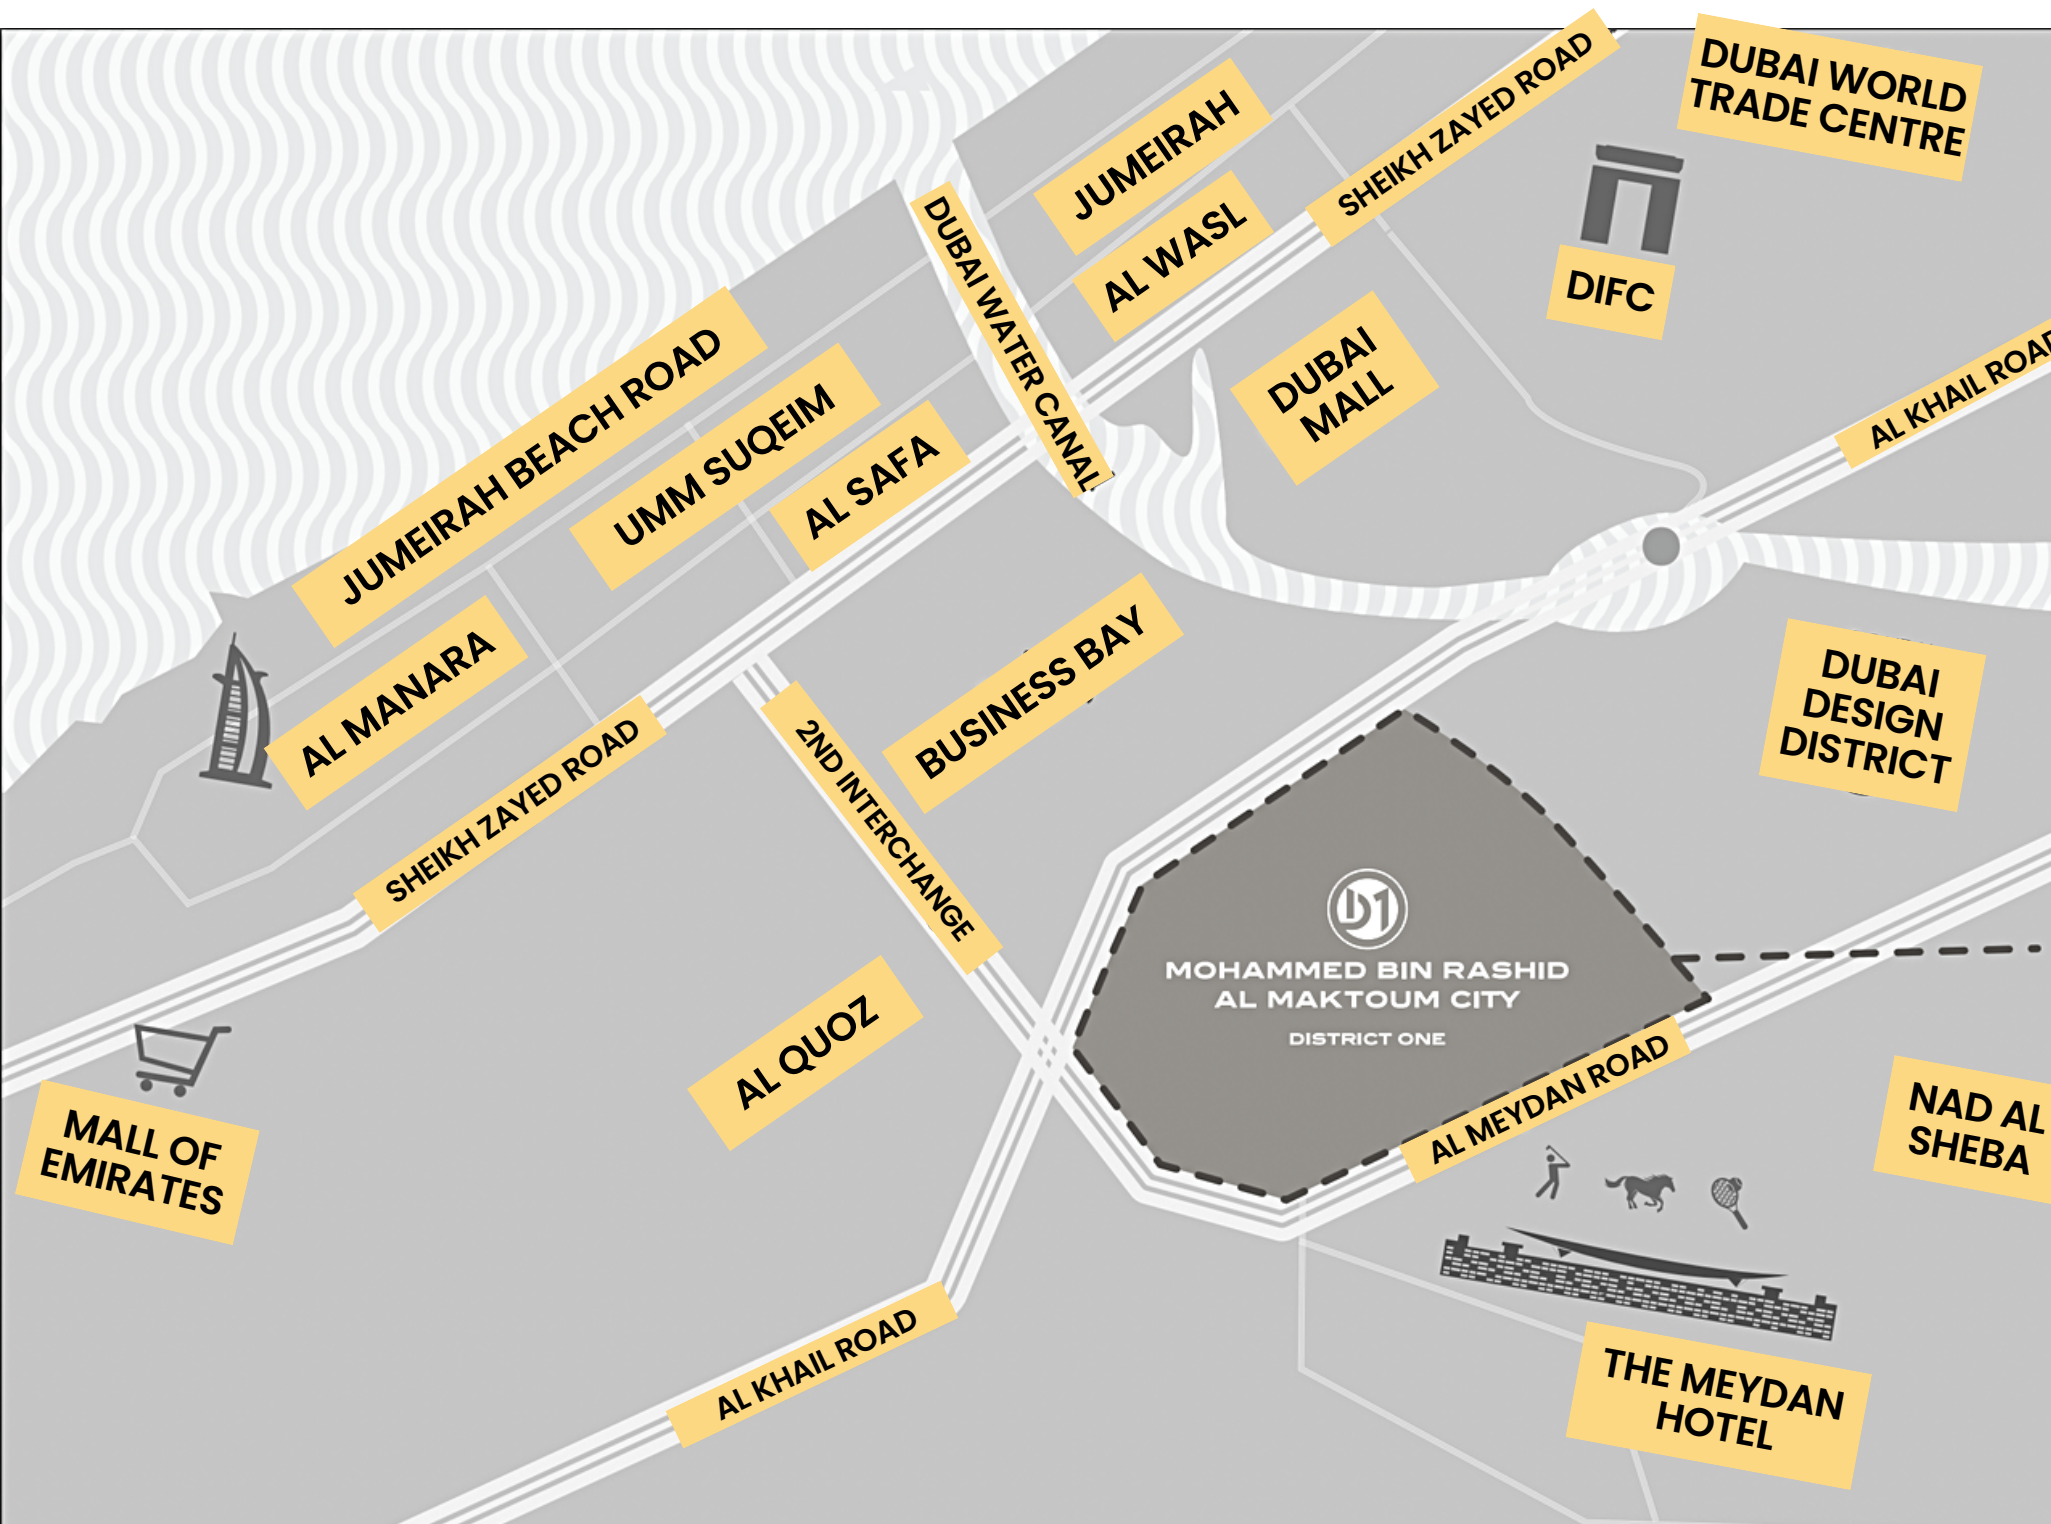 DUBAI WORLD
TRADE CENTRE
SHEIKH ZAYED ROAD
JUMEIRAH
AL WASL
DIFC
DUBAI WATER CANAL
DUBAI
MALL
AL KHAIL ROAD
JUMEIRAH BEACH ROAD
UMM SUQEIM
AL SAFA
AL MANARA
BUSINESS BAY
DUBAI
DESIGN
DISTRICT
SHEIKH ZAYED ROAD
2ND INTERCHANGE
D1
MOHAMMED BIN RASHID
AL MAKTOUM CITY
DISTRICT ONE
AL QUOZ
AL MEYDAN ROAD
MALL OF
EMIRATES
NAD AL
SHEBA
AL KHAIL ROAD
THE MEYDAN
HOTEL